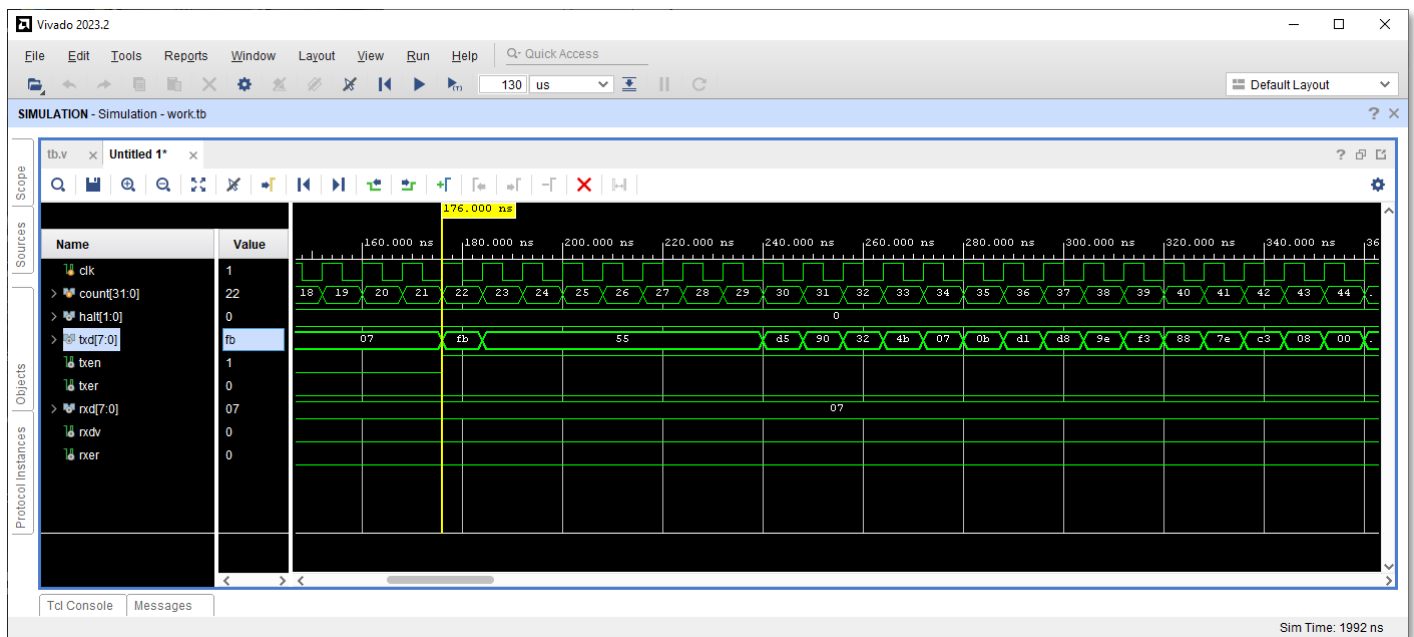 Vivado 2023.2
File Edit Tools Reports Window Layout View Run Help Quick Access
130 us Default Layout
SIMULATION - Simulation - work.tb ?
tb.v Untitled 1* ?
Scope
Sources
Objects
Protocol Instances
176.000 ns
Name Value 160.000 ns 180.000 ns 200.000 ns 220.000 ns 240.000 ns 260.000 ns 280.000 ns 300.000 ns 320.000 ns 340.000 ns 36
clk 1
count[31:0] 22 18 19 20 21 22 23 24 25 26 27 28 29 30 31 32 33 34 35 36 37 38 39 40 41 42 43 44 .
halt[1:0] 0 0
txd[7:0] fb 07 fb 55 d5 90 32 4b 07 0b d1 d8 9e f3 88 7e c3 08 00 .
txen 1
txer 0
rxd[7:0] 07 07
rxdv 0
rxer 0
Tcl Console Messages
Sim Time: 1992 ns